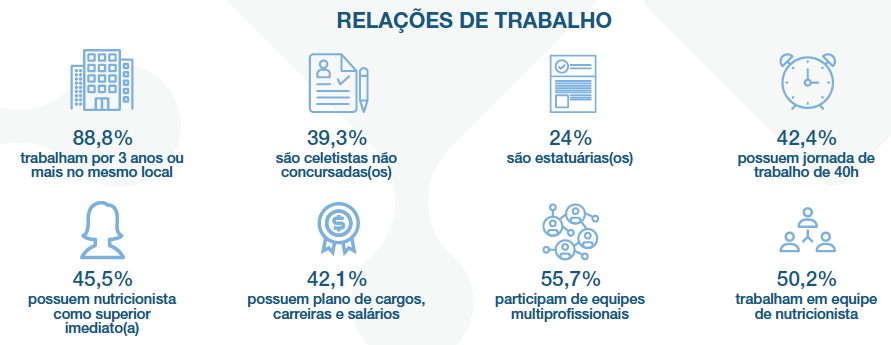 RELAÇÕES DE TRABALHO
88,8%
trabalham por 3 anos ou
mais no mesmo local
39,3%
são celetistas não
concursadas(os)
24%
são estatuárias(os)
42,4%
possuem jornada de
trabalho de 40h
45,5%
possuem nutricionista
como superior
imediato(a)
42,1%
possuem plano de cargos,
carreiras e salários
55,7%
participam de equipes
multiprofissionais
50,2%
trabalham em equipe
de nutricionista